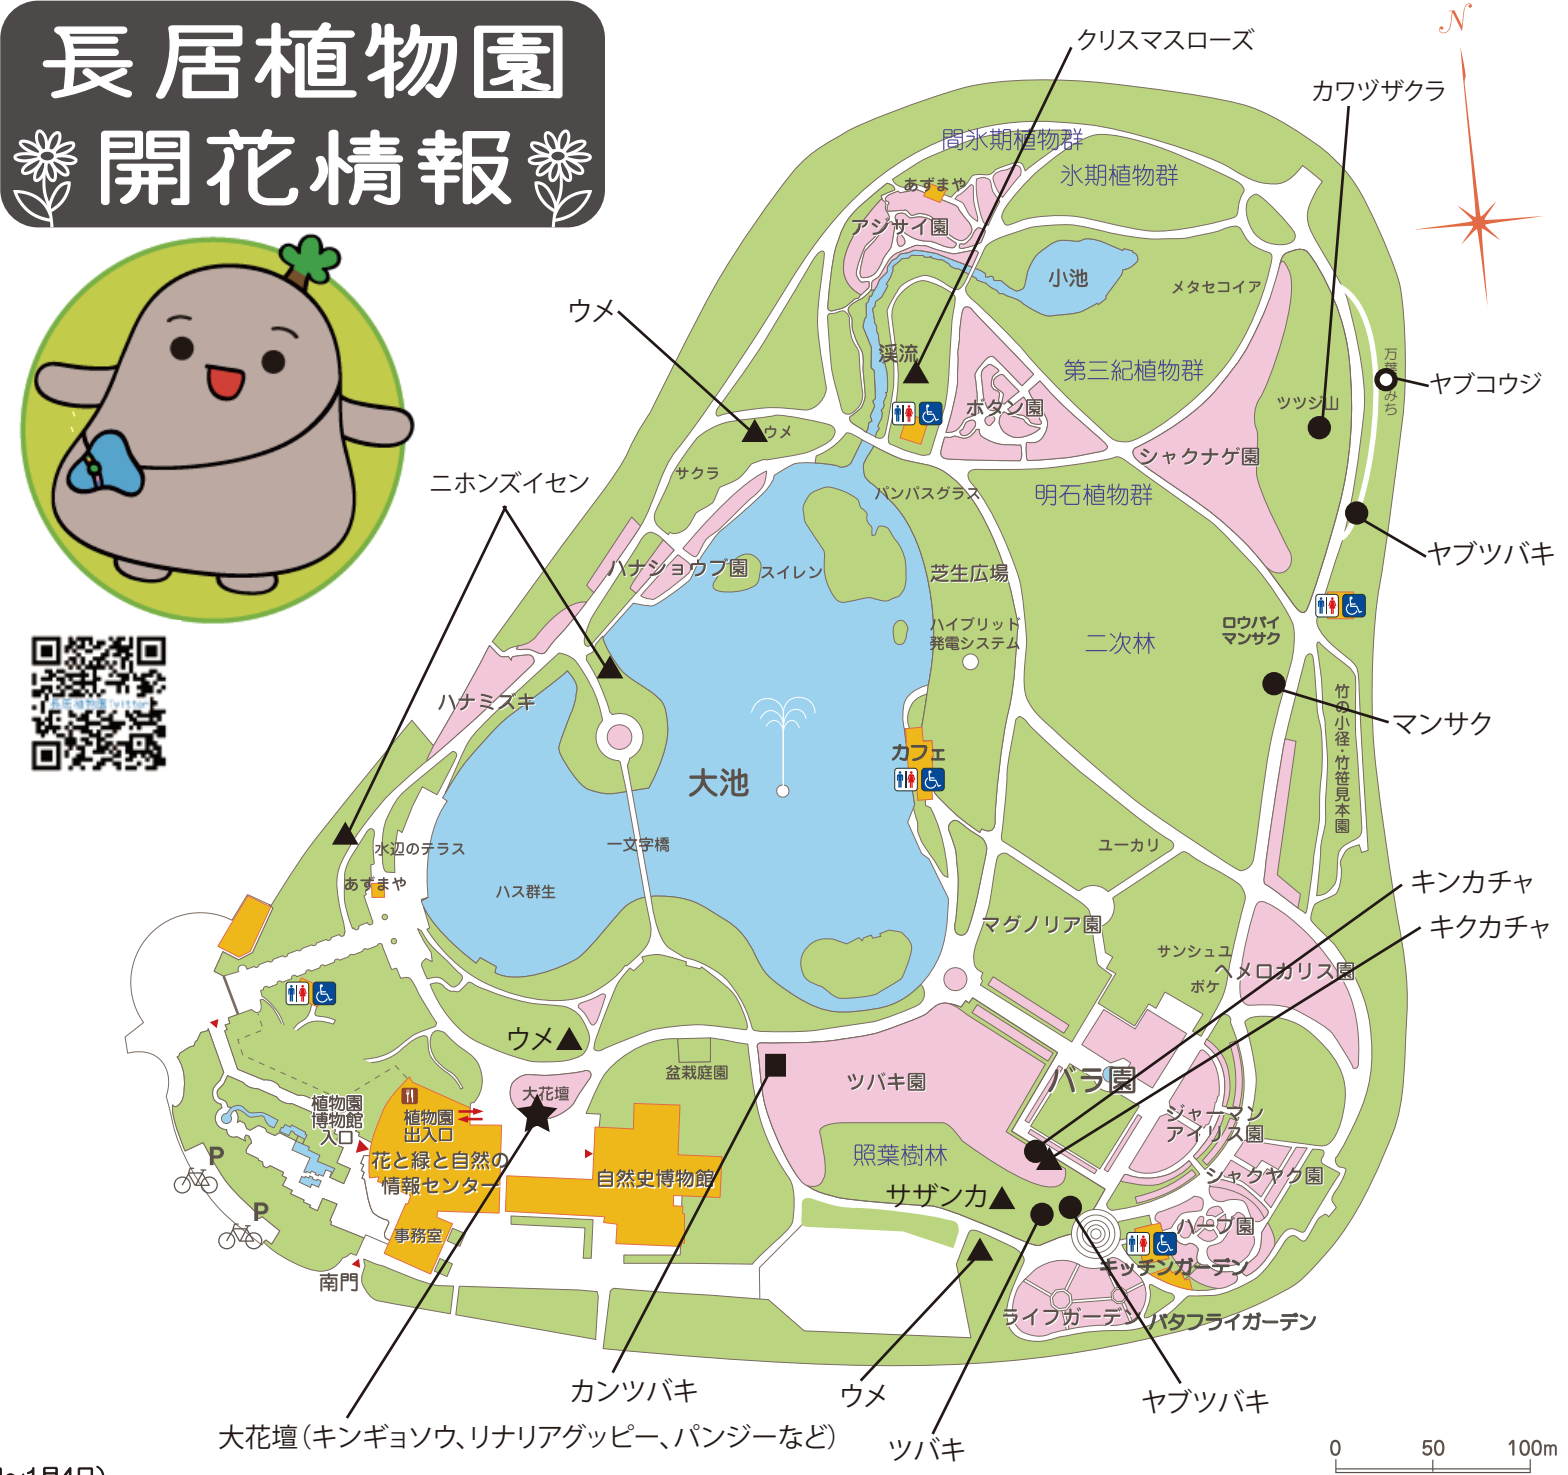 長居植物園
開花情報
N
クリスマスローズ
カワヅザクラ
間氷期植物群
氷期植物群
あずまや
アジサイ園
小池
メタセコイア
ウメ
渓流
第三紀植物群
ボタン園
ツツジ山
ヤブコウジ
ウメ
サクラ
シャクナゲ園
ニホンズイセン
パンパスグラス
明石植物群
ヤブツバキ
ハナショウブ園
スイレン
芝生広場
ハイブリッド
発電システム
二次林
ロウバイ
マンサク
ハナミズキ
長居植物園Twitter
竹の小径・竹笹見本園
マンサク
カフェ
大池
一文字橋
水辺のテラス
ユーカリ
あずまや
ハス群生
キンカチャ
マグノリア園
キクカチャ
サンシュユ
ヘメロカリス園
ボケ
ウメ
盆栽庭園
ツバキ園
バラ園
大花壇
植物園
博物館
入口
植物園
出入口
ジャーマン
アイリス園
花と緑と自然の
情報センター
自然史博物館
照葉樹林
シャクヤク園
サザンカ
P
P
事務室
ハーブ園
南門
キッチンガーデン
ライフガーデン
バタフライガーデン
カンツバキ
ウメ
ヤブツバキ
大花壇（キンギョソウ、リナリアグッピー、パンジーなど）
ツバキ
0 50 100m